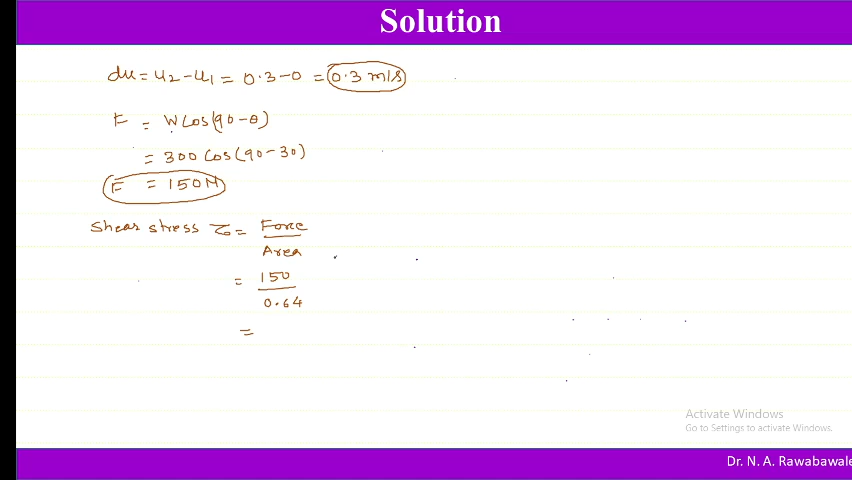 Solution
du = u2 - u1 = 0.3 - 0 = 0.3 m/s
F = W Cos(90-θ)
= 300 Cos(90-30)
F = 150N
Shear stress τo = Force
Area
= 150
0.64
=
Activate Windows
Go to Settings to activate Windows.
Dr. N. A. Rawabawale